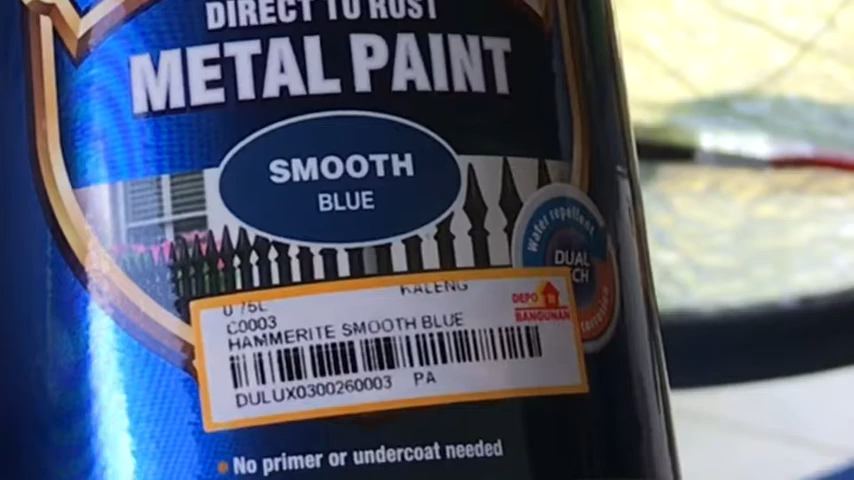 DIRECT TO RUST
METAL PAINT
SMOOTH
BLUE
Water repellent
DUAL
0 75L KALENG
C0003
HAMMERITE SMOOTH BLUE
DEPO
BANGUNAN
DULUX0300260003 PA
No primer or undercoat needed